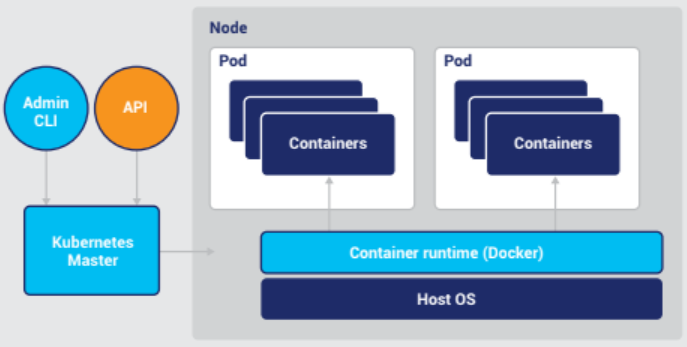 Node
Pod
Pod
Admin
CLI
API
Containers
Containers
Kubernetes
Master
Container runtime (Docker)
Host OS